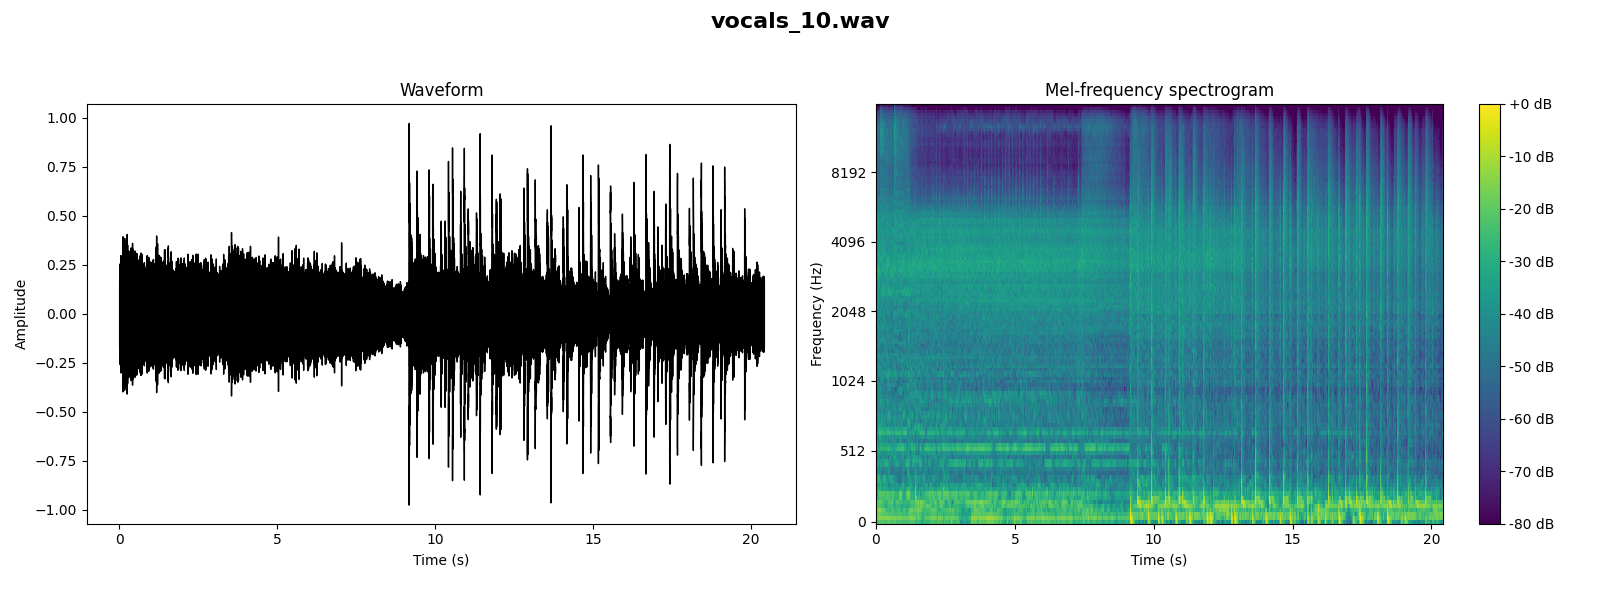 vocals_10.wav
Waveform
Mel-frequency spectrogram
1.00
0.75
0.50
0.25
0.00
−0.25
−0.50
−0.75
−1.00
Amplitude
0
5
10
15
20
Time (s)
8192
4096
2048
1024
512
0
Frequency (Hz)
0
5
10
15
20
Time (s)
+0 dB
-10 dB
-20 dB
-30 dB
-40 dB
-50 dB
-60 dB
-70 dB
-80 dB